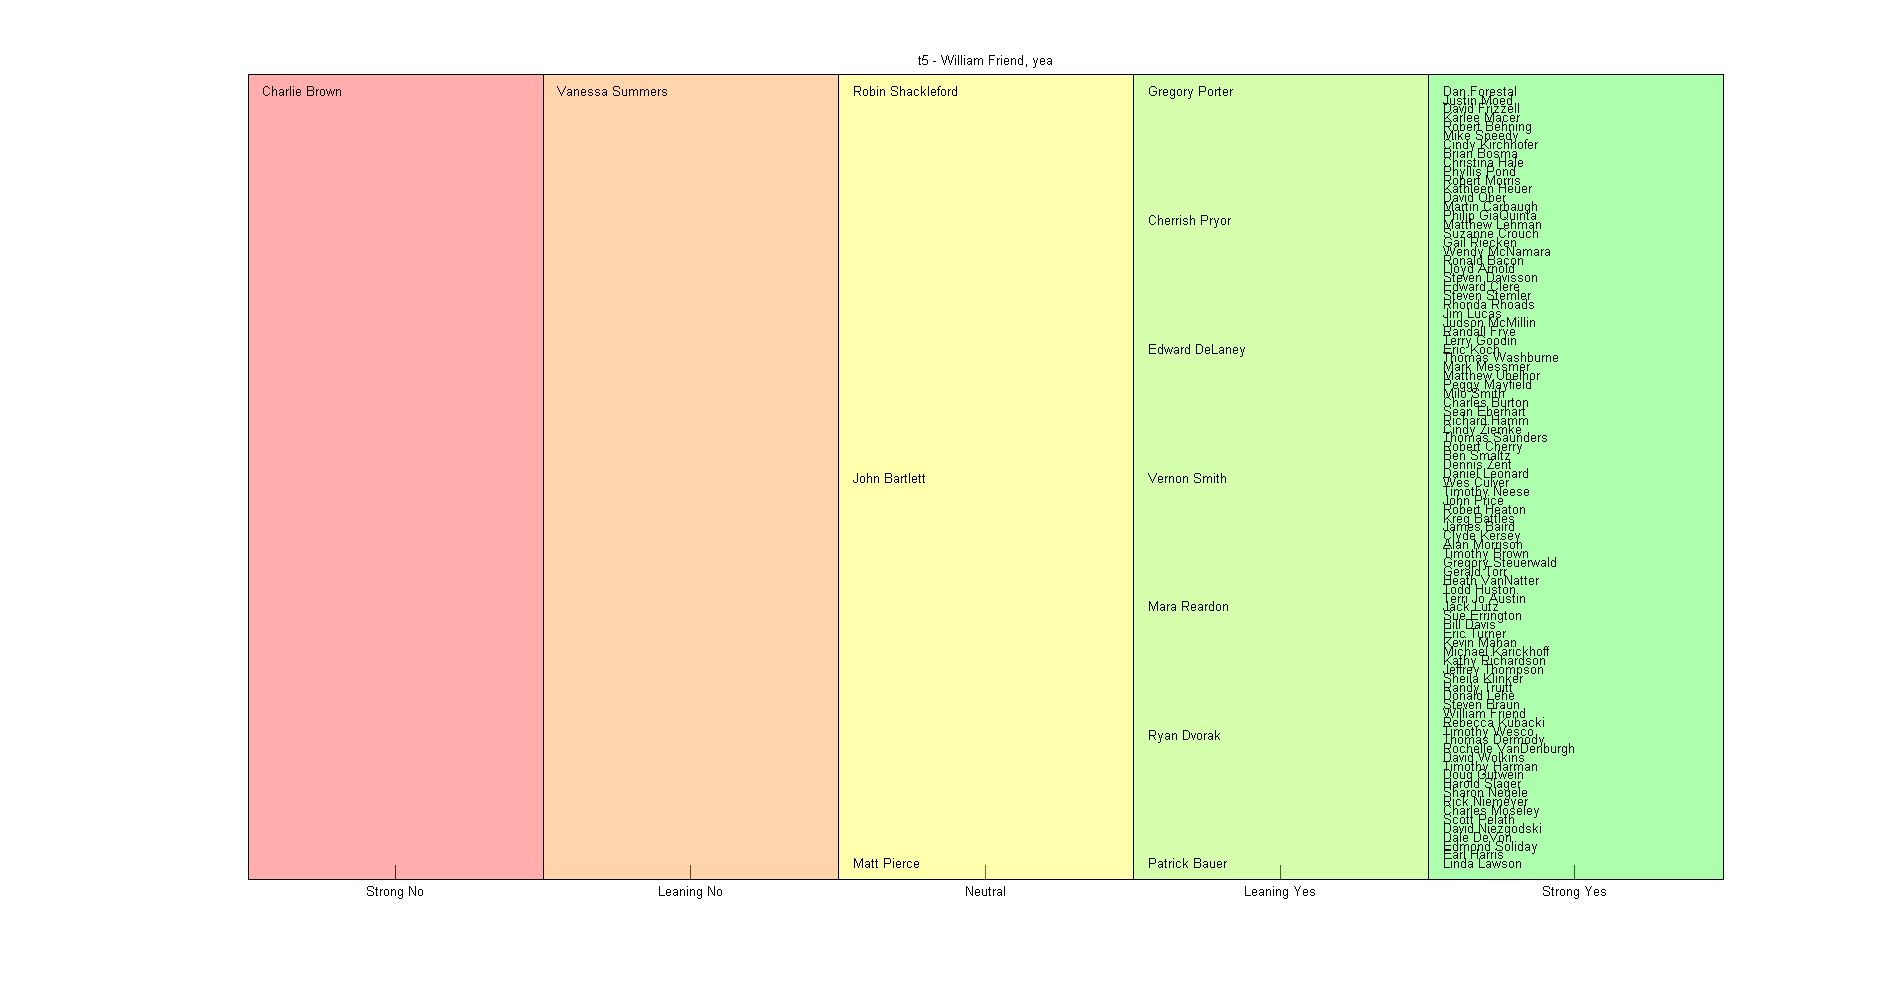 t5 - William Friend, yea
Charlie Brown
Vanessa Summers
Robin Shackleford
John Bartlett
Matt Pierce
Gregory Porter
Cherrish Pryor
Edward DeLaney
Vernon Smith
Mara Reardon
Ryan Dvorak
Patrick Bauer
Dan Forestal
Justin Moed
David Frizzell
Karlee Macer
Robert Behning
Mike Speedy
Cindy Kirchhofer
Brian Bosma
Christina Hale
Phyllis Pond
Robert Morris
Kathleen Heuer
David Ober
Martin Carbaugh
Philip GiaQuinta
Matthew Lehman
Suzanne Crouch
Gail Riecken
Wendy McNamara
Ronald Bacon
Lloyd Arnold
Steven Davisson
Edward Clere
Steven Stemler
Rhonda Rhoads
Jim Lucas
Judson McMillin
Randall Frye
Terry Goodin
Eric Koch
Thomas Washburne
Mark Messmer
Matthew Ubelhor
Peggy Mayfield
Milo Smith
Charles Burton
Sean Eberhart
Richard Hamm
Cindy Ziemke
Thomas Saunders
Robert Cherry
Ben Smaltz
Dennis Zent
Daniel Leonard
Wes Culver
Timothy Neese
John Price
Robert Heaton
Kreg Battles
James Baird
Clyde Kersey
Alan Morrison
Timothy Brown
Gregory Steuerwald
Gerald Torr
Heath VanNatter
Todd Huston
Terri Jo Austin
Jack Lutz
Sue Errington
Bill Davis
Eric Turner
Kevin Mahan
Michael Karickhoff
Kathy Richardson
Jeffrey Thompson
Sheila Klinker
Randy Truitt
Donald Lehe
Steven Braun
William Friend
Rebecca Kubacki
Timothy Wesco
Thomas Dermody
Rochelle VanDenburgh
David Wolkins
Timothy Harman
Doug Gutwein
Harold Slager
Sharon Negele
Rick Niemeyer
Charles Moseley
Scott Pelath
David Niezgodski
Dale DeVon
Edmond Soliday
Earl Harris
Linda Lawson
Strong No
Leaning No
Neutral
Leaning Yes
Strong Yes